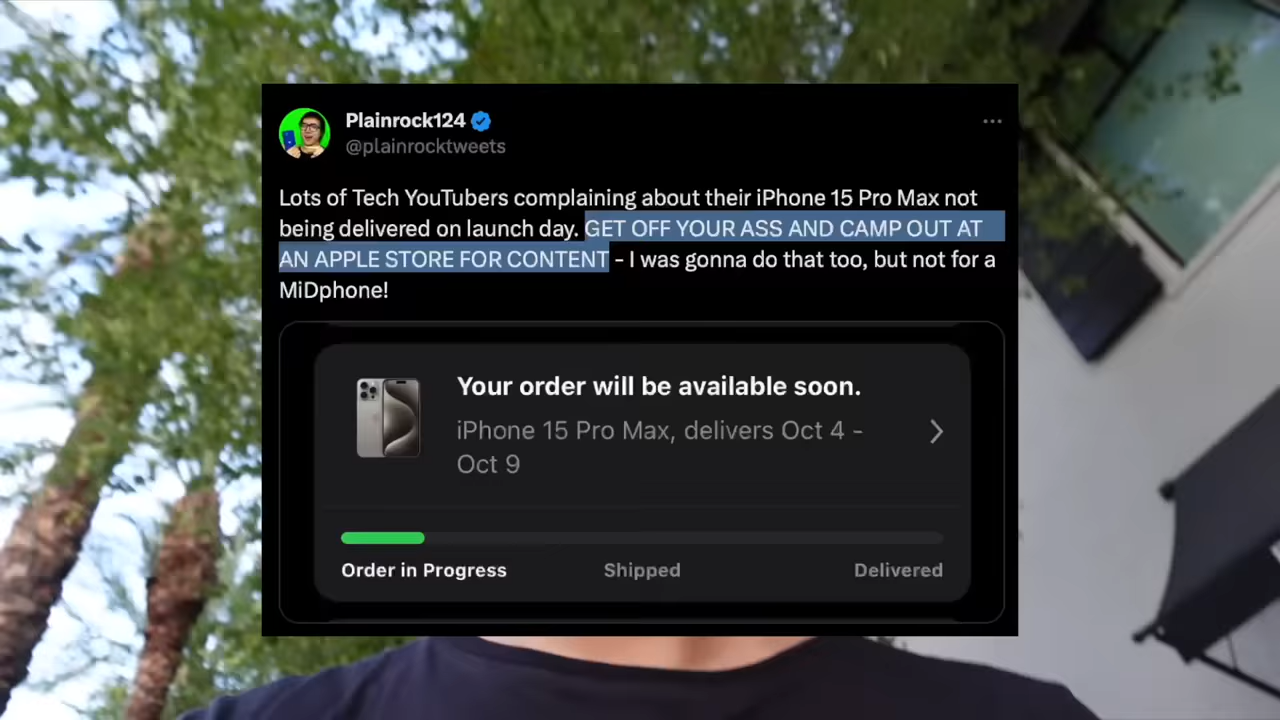 Plainrock124
@plainrocktweets
Lots of Tech YouTubers complaining about their iPhone 15 Pro Max not
being delivered on launch day. GET OFF YOUR ASS AND CAMP OUT AT
AN APPLE STORE FOR CONTENT - I was gonna do that too, but not for a
MiDphone!
Your order will be available soon.
iPhone 15 Pro Max, delivers Oct 4 -
Oct 9
Order in Progress
Shipped
Delivered